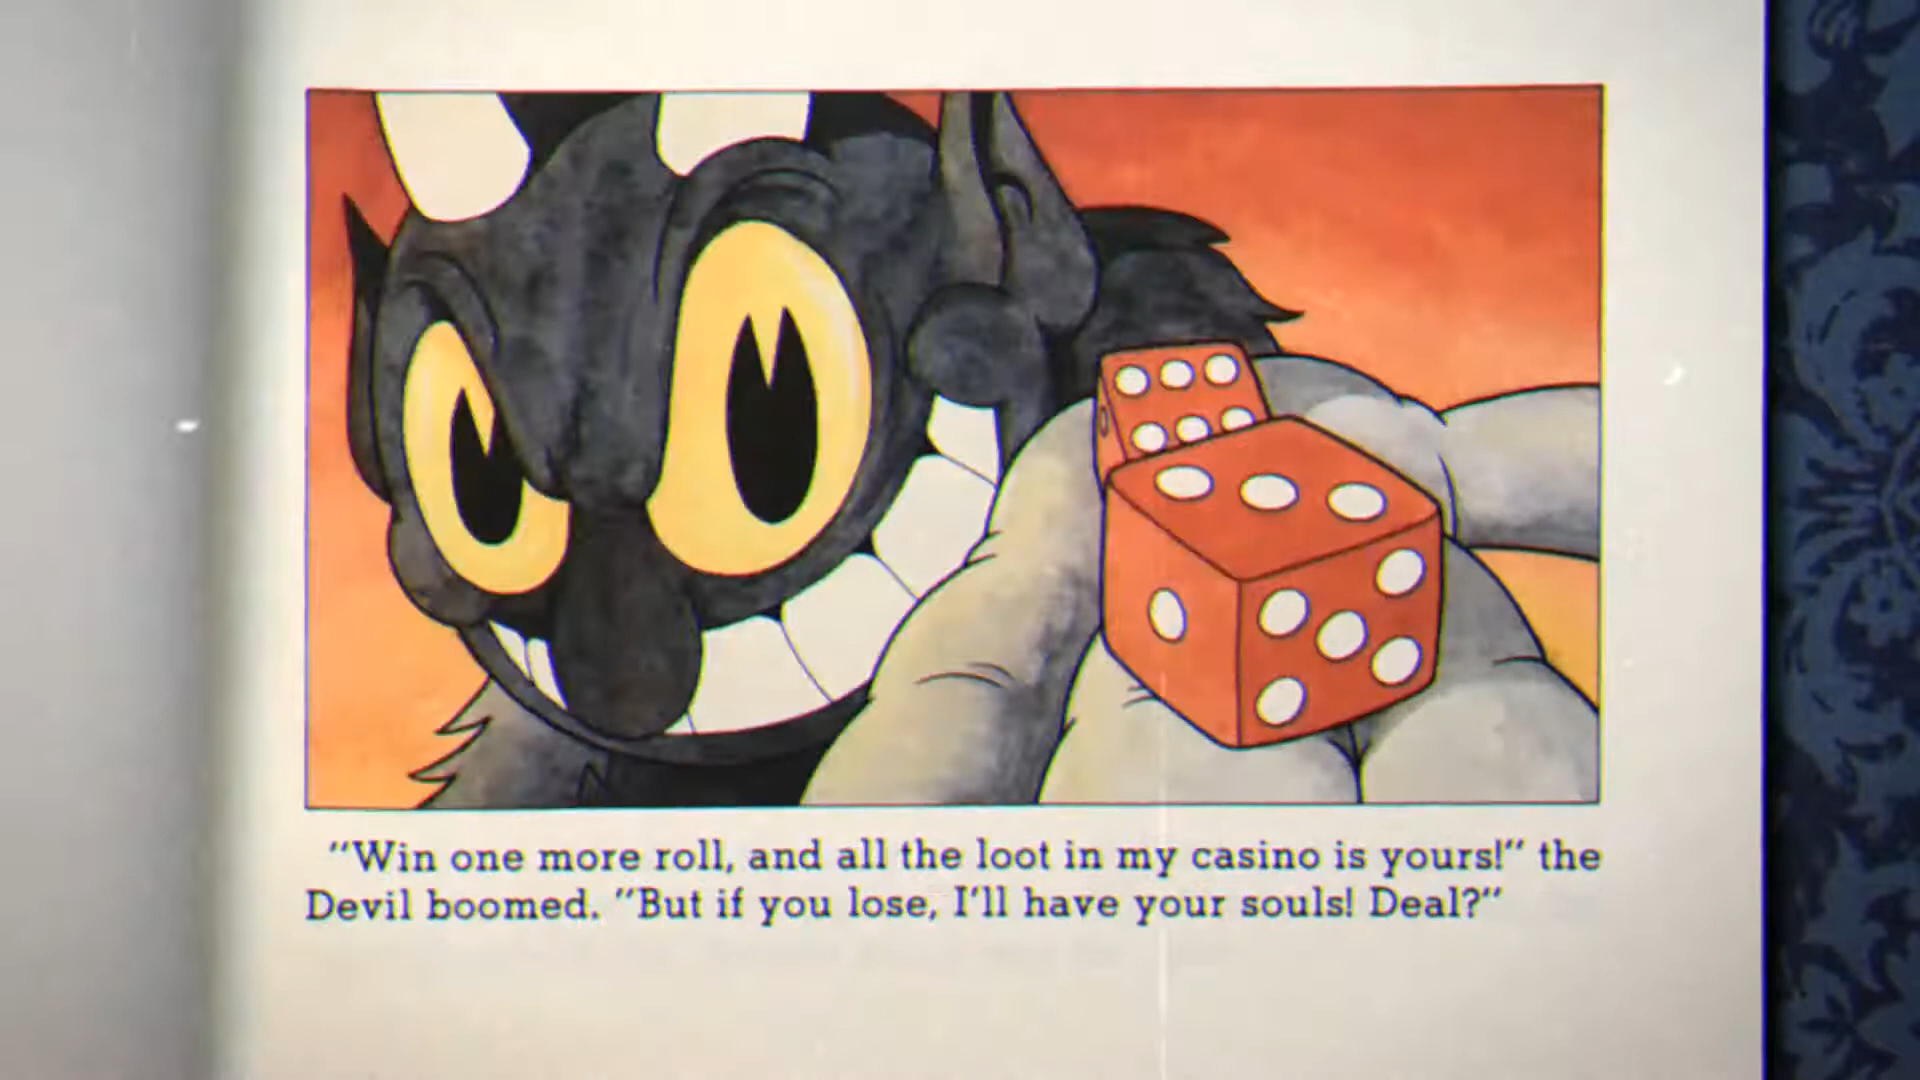 “Win one more roll, and all the loot in my casino is yours!” the
Devil boomed. “But if you lose, I’ll have your souls! Deal?”